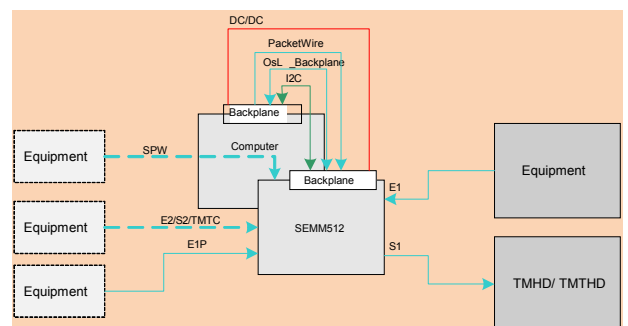 DC/DC
PacketWire
OsL _Backplane
I2C
Backplane
Equipment
SPW
Computer
Backplane
E1
Equipment
Equipment
E2/S2/TMTC
SEMM512
E1P
S1
Equipment
TMHD/ TMTHD